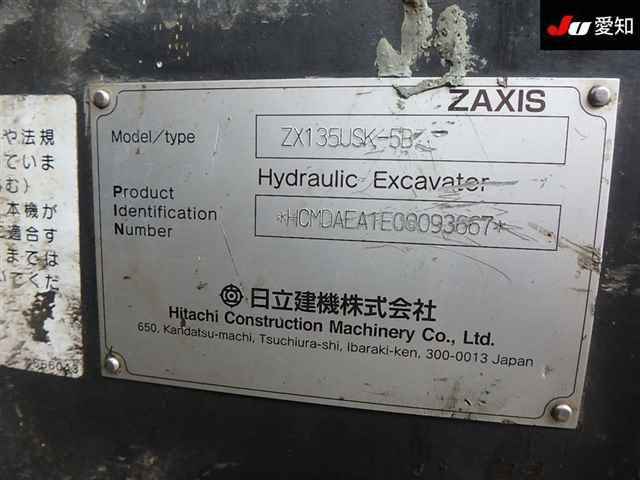 JU 愛知
ZAXIS
Model/type ZX135USK-5B
Hydraulic Excavator
Product
Identification
Number
*HCMDAEA1E00093667*
日立建機株式会社
Hitachi Construction Machinery Co., Ltd.
650, Kandatsu-machi, Tsuchiura-shi, Ibaraki-ken, 300-0013 Japan
や法規
ていま
む)
本機が
適合す
までは
いてくだ